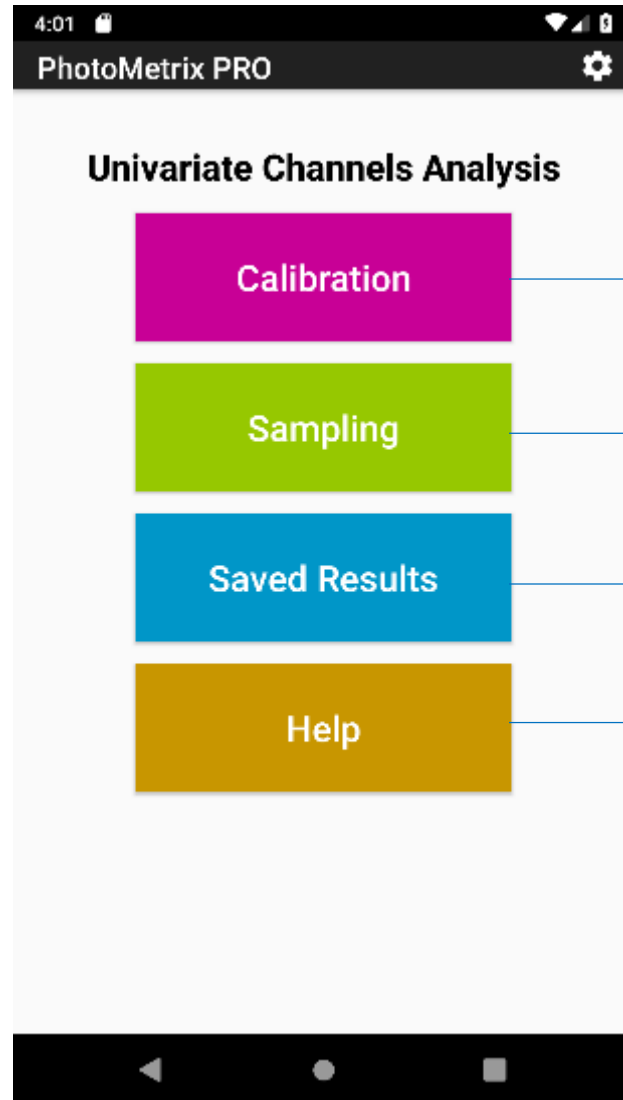 4:01
PhotoMetrix PRO
Univariate Channels Analysis
Calibration
Sampling
Saved Results
Help